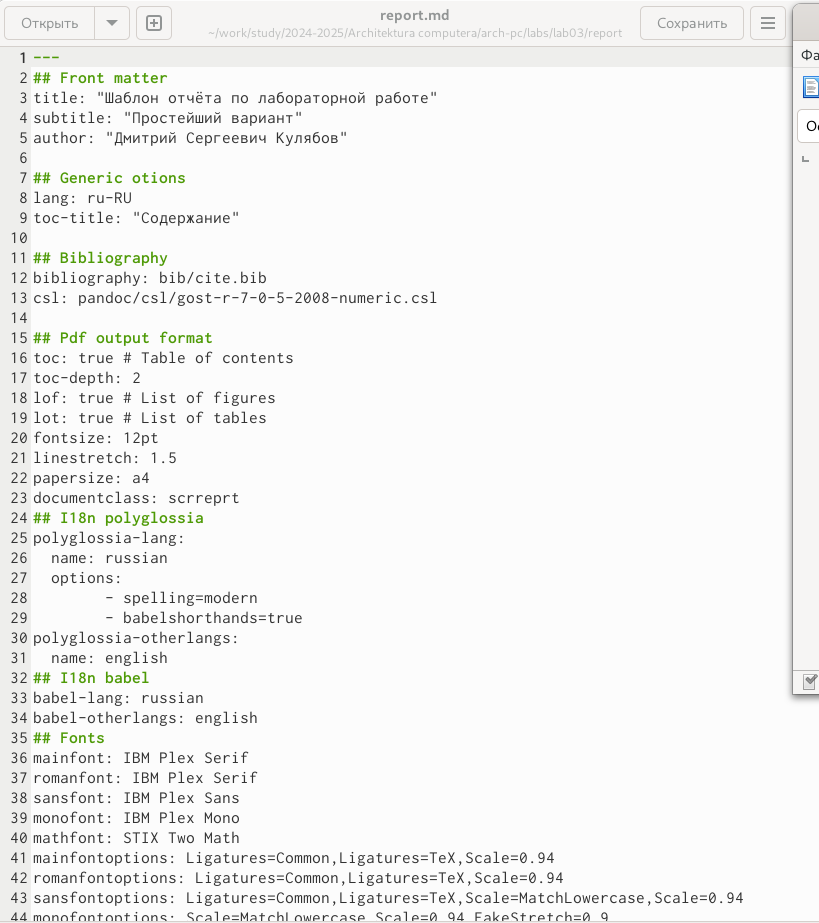 Открыть
report.md
~/work/study/2024-2025/Architektura computera/arch-pc/labs/lab03/report
Сохранить
Фа
Ос
1 ---
2 ## Front matter
3 title: "Шаблон отчёта по лабораторной работе"
4 subtitle: "Простейший вариант"
5 author: "Дмитрий Сергеевич Кулябов"
6
7 ## Generic otions
8 lang: ru-RU
9 toc-title: "Содержание"
10
11 ## Bibliography
12 bibliography: bib/cite.bib
13 csl: pandoc/csl/gost-r-7-0-5-2008-numeric.csl
14
15 ## Pdf output format
16 toc: true # Table of contents
17 toc-depth: 2
18 lof: true # List of figures
19 lot: true # List of tables
20 fontsize: 12pt
21 linestretch: 1.5
22 papersize: a4
23 documentclass: scrreprt
24 ## I18n polyglossia
25 polyglossia-lang:
26   name: russian
27   options:
28         - spelling=modern
29         - babelshorthands=true
30 polyglossia-otherlangs:
31   name: english
32 ## I18n babel
33 babel-lang: russian
34 babel-otherlangs: english
35 ## Fonts
36 mainfont: IBM Plex Serif
37 romanfont: IBM Plex Serif
38 sansfont: IBM Plex Sans
39 monofont: IBM Plex Mono
40 mathfont: STIX Two Math
41 mainfontoptions: Ligatures=Common,Ligatures=TeX,Scale=0.94
42 romanfontoptions: Ligatures=Common,Ligatures=TeX,Scale=0.94
43 sansfontoptions: Ligatures=Common,Ligatures=TeX,Scale=MatchLowercase,Scale=0.94
44 monofontoptions: Scale=MatchLowercase,Scale=0.94,FakeStretch=0.9